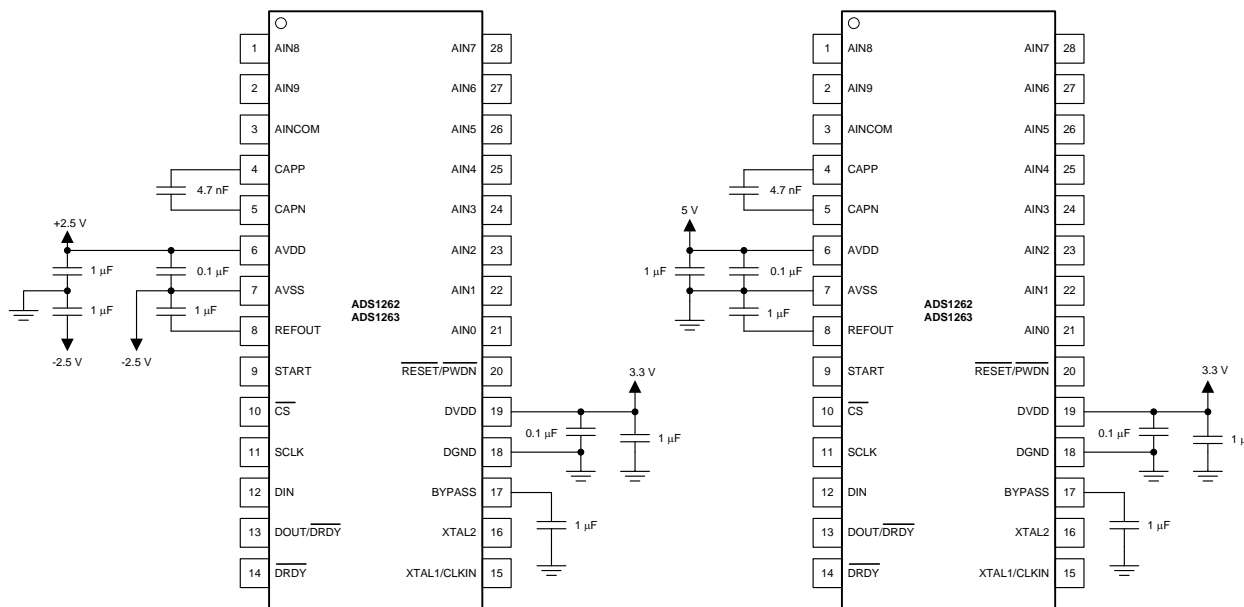 1 AIN8 AIN7 28
2 AIN9 AIN6 27
3 AINCOM AIN5 26
4 CAPP AIN4 25
4.7 nF
5 CAPN AIN3 24
+2.5 V
6 AVDD AIN2 23
1 μF 0.1 μF
7 AVSS AIN1 22
1 μF 1 μF
ADS1262
ADS1263
8 REFOUT AIN0 21
-2.5 V -2.5 V
9 START RESET/PWDN 20
3.3 V
10 CS DVDD 19
0.1 μF 1 μF
11 SCLK DGND 18
12 DIN BYPASS 17
1 μF
13 DOUT/DRDY XTAL2 16
14 DRDY XTAL1/CLKIN 15
1 AIN8 AIN7 28
2 AIN9 AIN6 27
3 AINCOM AIN5 26
4 CAPP AIN4 25
4.7 nF
5 CAPN AIN3 24
5 V
6 AVDD AIN2 23
1 μF 0.1 μF
7 AVSS AIN1 22
1 μF
ADS1262
ADS1263
8 REFOUT AIN0 21
9 START RESET/PWDN 20
3.3 V
10 CS DVDD 19
0.1 μF 1
11 SCLK DGND 18
12 DIN BYPASS 17
1 μF
13 DOUT/DRDY XTAL2 16
14 DRDY XTAL1/CLKIN 15